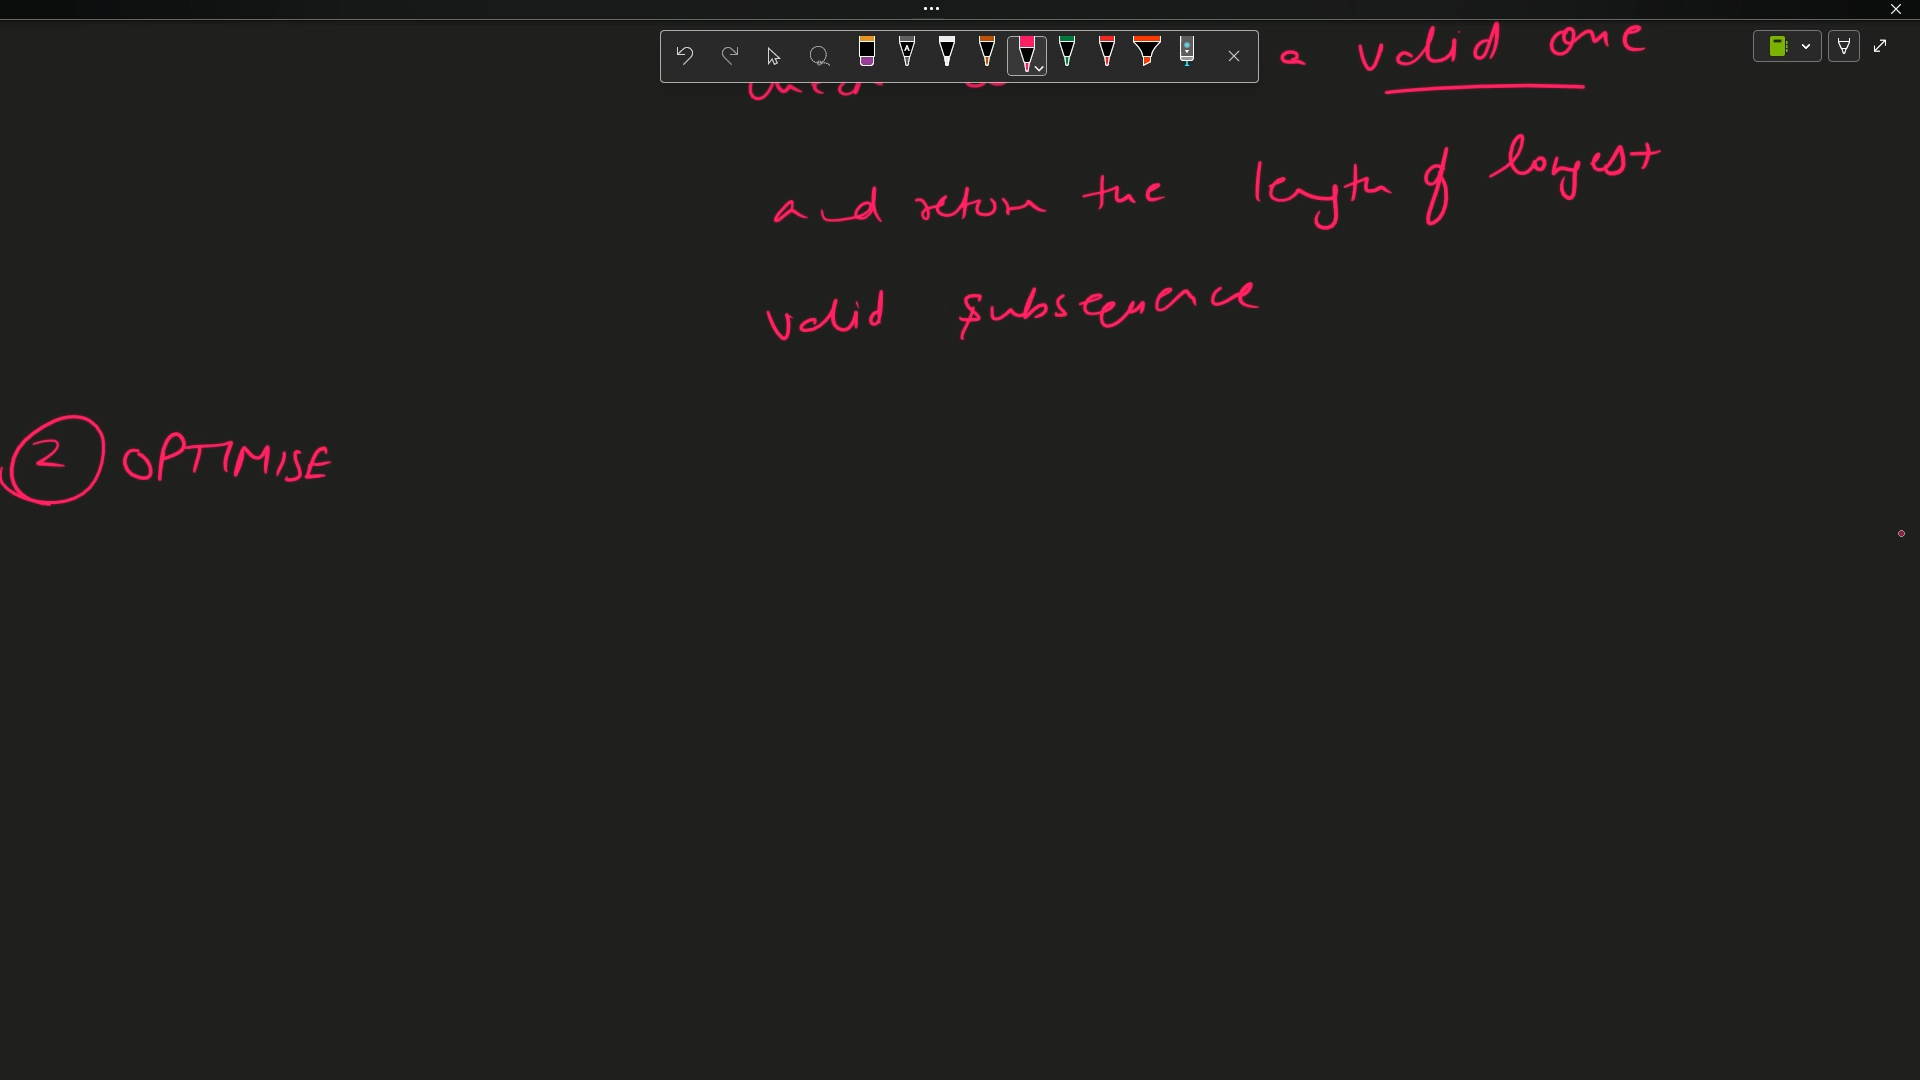 a valid one
and return the length of longest
valid subsequence
2 OPTIMISE